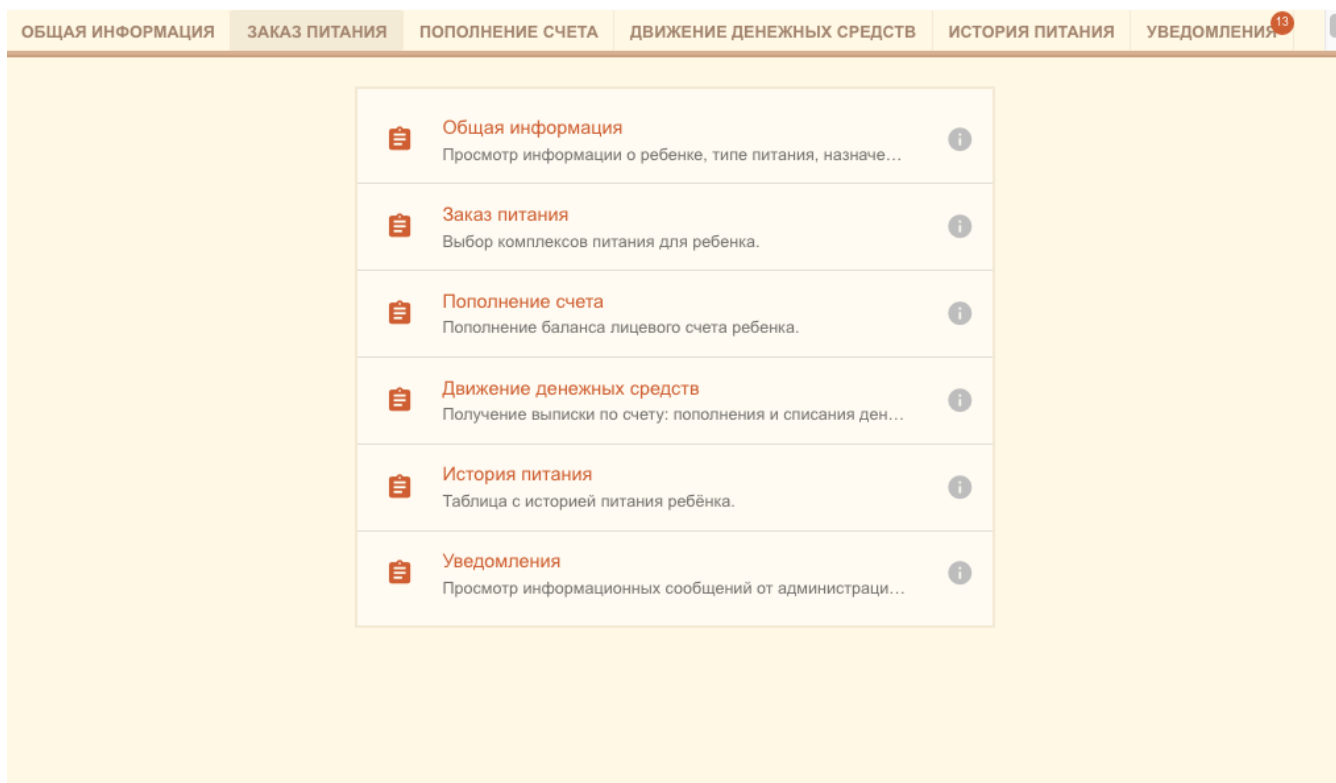 ОБЩАЯ ИНФОРМАЦИЯ ЗАКАЗ ПИТАНИЯ ПОПОЛНЕНИЕ СЧЕТА ДВИЖЕНИЕ ДЕНЕЖНЫХ СРЕДСТВ ИСТОРИЯ ПИТАНИЯ УВЕДОМЛЕНИЯ 13
Общая информация
Просмотр информации о ребенке, типе питания, назначе...
Заказ питания
Выбор комплексов питания для ребенка.
Пополнение счета
Пополнение баланса лицевого счета ребенка.
Движение денежных средств
Получение выписки по счету: пополнения и списания ден...
История питания
Таблица с историей питания ребёнка.
Уведомления
Просмотр информационных сообщений от администраци...